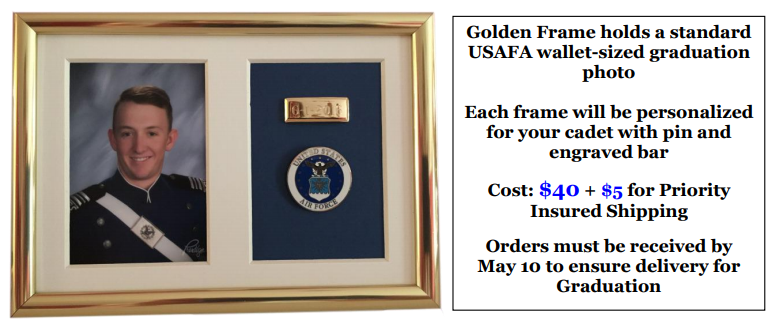 UNITED STATES
AIR FORCE
Golden Frame holds a standard
USAFA wallet-sized graduation
photo
Each frame will be personalized
for your cadet with pin and
engraved bar
Cost: $40 + $5 for Priority
Insured Shipping
Orders must be received by
May 10 to ensure delivery for
Graduation